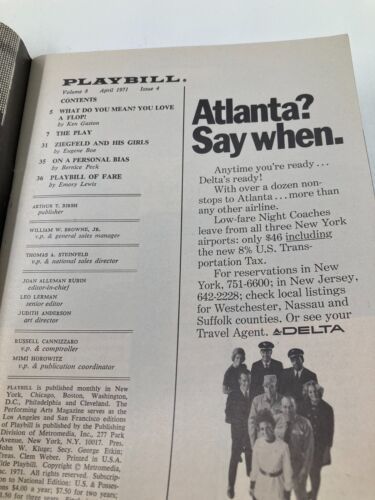 PLAYBILL.
Volume 8 April 1971 Issue 4
CONTENTS
5 WHAT DO YOU MEAN? YOU LOVE
A FLOP!
by Ken Gaston
7 THE PLAY
31 ZIEGFELD AND HIS GIRLS
by Eugene Boe
35 ON A PERSONAL BIAS
by Bernice Peck
36 PLAYBILL OF FARE
by Emory Lewis
ARTHUR T. BIRSH
publisher
WILLIAM W. BROWNE, JR.
v.p. & general sales manager
THOMAS A. STEINFELD
v.p. & national sales director
JOAN ALLEMAN RUBIN
editor-in-chief
LEO LERMAN
senior editor
JUDITH ANDERSON
art director
RUSSELL CANNIZZARO
v.p. & comptroller
MIMI HOROWITZ
v.p. & publication coordinator
PLAYBILL is published monthly in New
York, Chicago, Boston, Washington,
D.C., Philadelphia and Cleveland. The
Performing Arts Magazine serves as the
Los Angeles and San Francisco editions
of Playbill is published by the Publishing
Division of Metromedia, Inc., 277 Park
Avenue, New York, N.Y. 10017. Pres.
John W. Kluge; Secy. George Etkin;
Treas. Clem Weber. Printed in U.S.A.
Title Playbill. Copyright © Metromedia,
Inc. 1971. All rights reserved. Subscrip-
tion to National Edition: U.S. & Posses-
sions $4.00 a year; $7.50 for two years;
Atlanta?
Say when.
Anytime you're ready...
Delta's ready!
With over a dozen non-
stops to Atlanta... more than
any other airline.
Low-fare Night Coaches
leave from all three New York
airports: only $46 including
the new 8% U.S. Trans-
portation Tax.
For reservations in New
York, 751-6600; in New Jersey,
642-2228; check local listings
for Westchester, Nassau and
Suffolk counties. Or see your
Travel Agent. DELTA